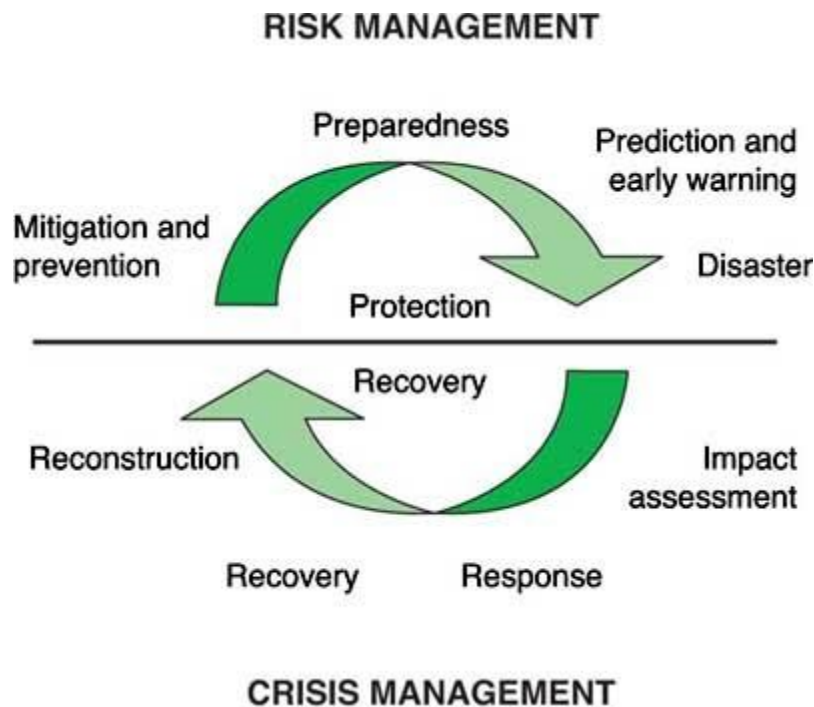 RISK MANAGEMENT
Preparedness
Prediction and
early warning
Mitigation and
prevention
Disaster
Protection
Recovery
Reconstruction
Impact
assessment
Recovery
Response
CRISIS MANAGEMENT